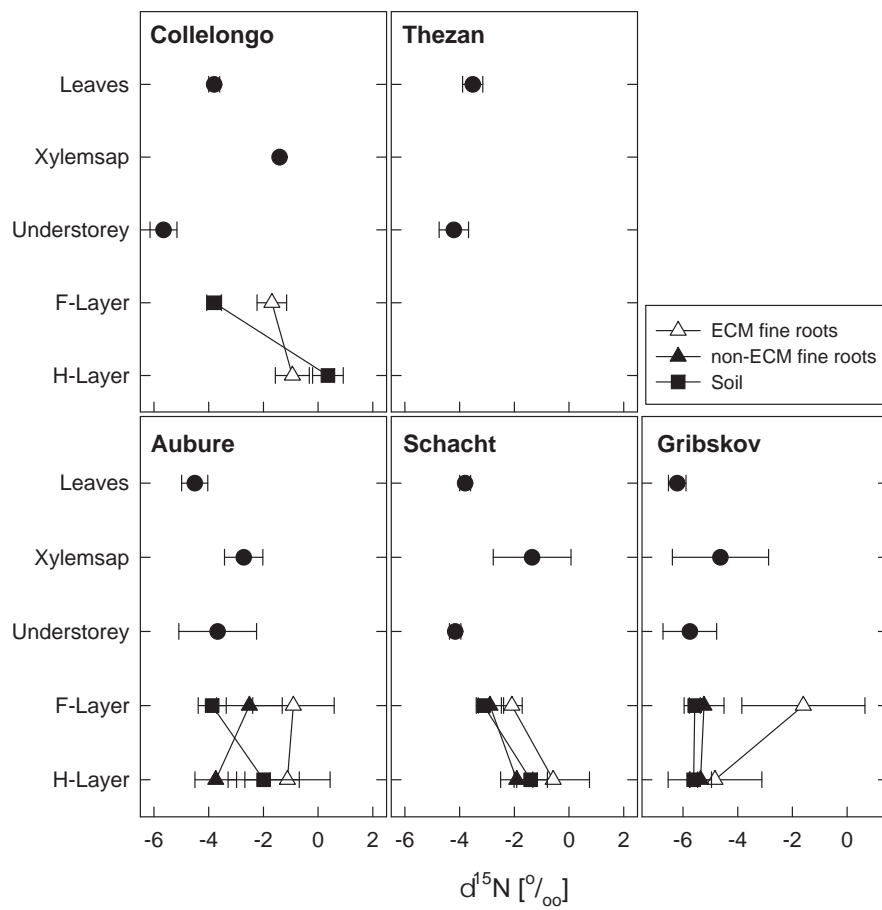 Collelongo
Thezan
Leaves
Xylemsap
Understorey
F-Layer
H-Layer
ECM fine roots
non-ECM fine roots
Soil
Aubure
Schacht
Gribskov
Leaves
Xylemsap
Understorey
F-Layer
H-Layer
-6 -4 -2 0 2 -6 -4 -2 0 2 -6 -4 -2 0
d¹⁵N [°/oo]